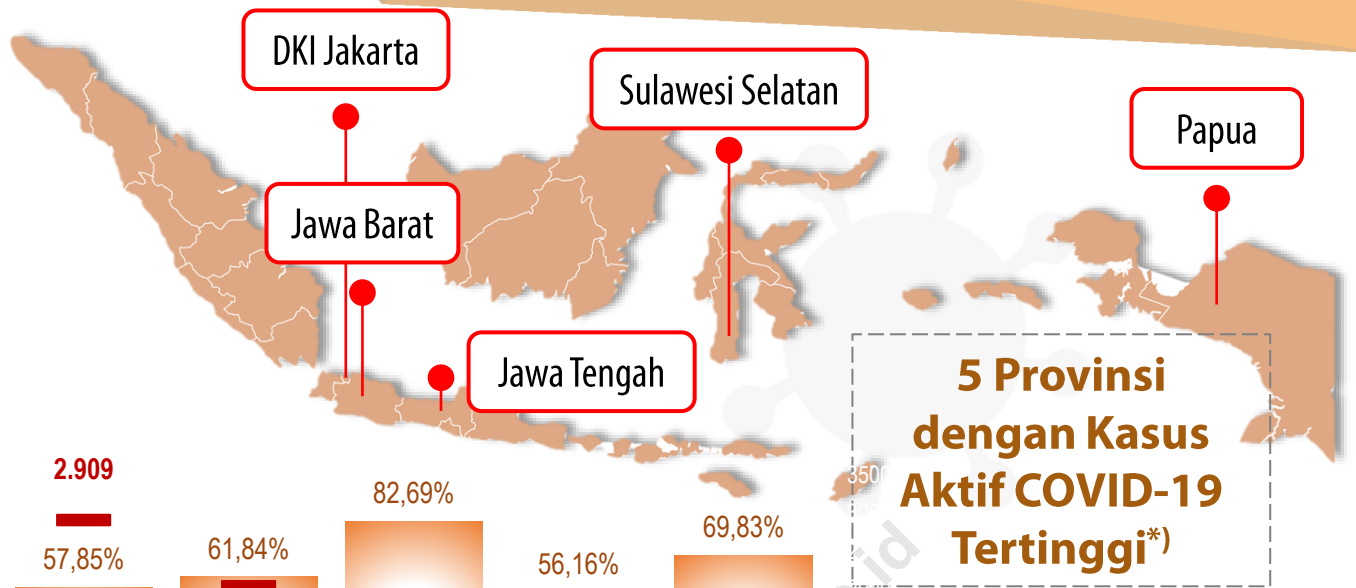 DKI Jakarta
Sulawesi Selatan
Papua
Jawa Barat
Jawa Tengah
5 Provinsi
dengan Kasus
Aktif COVID-19
Tertinggi*)
2.909
57,85%
61,84%
82,69%
56,16%
69,83%
id